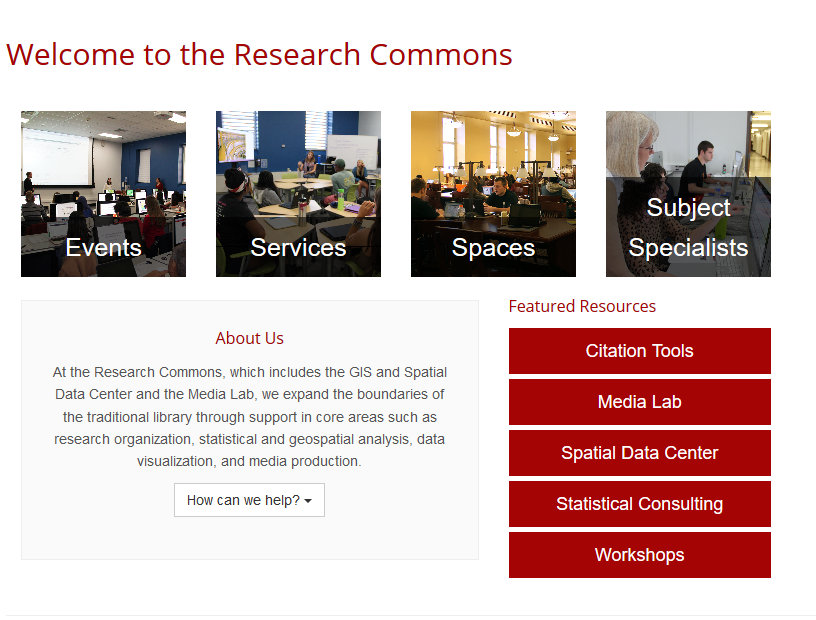 Welcome to the Research Commons
Events
Services
Spaces
Subject
Specialists
About Us
At the Research Commons, which includes the GIS and Spatial
Data Center and the Media Lab, we expand the boundaries of
the traditional library through support in core areas such as
research organization, statistical and geospatial analysis, data
visualization, and media production.
How can we help?
Featured Resources
Citation Tools
Media Lab
Spatial Data Center
Statistical Consulting
Workshops